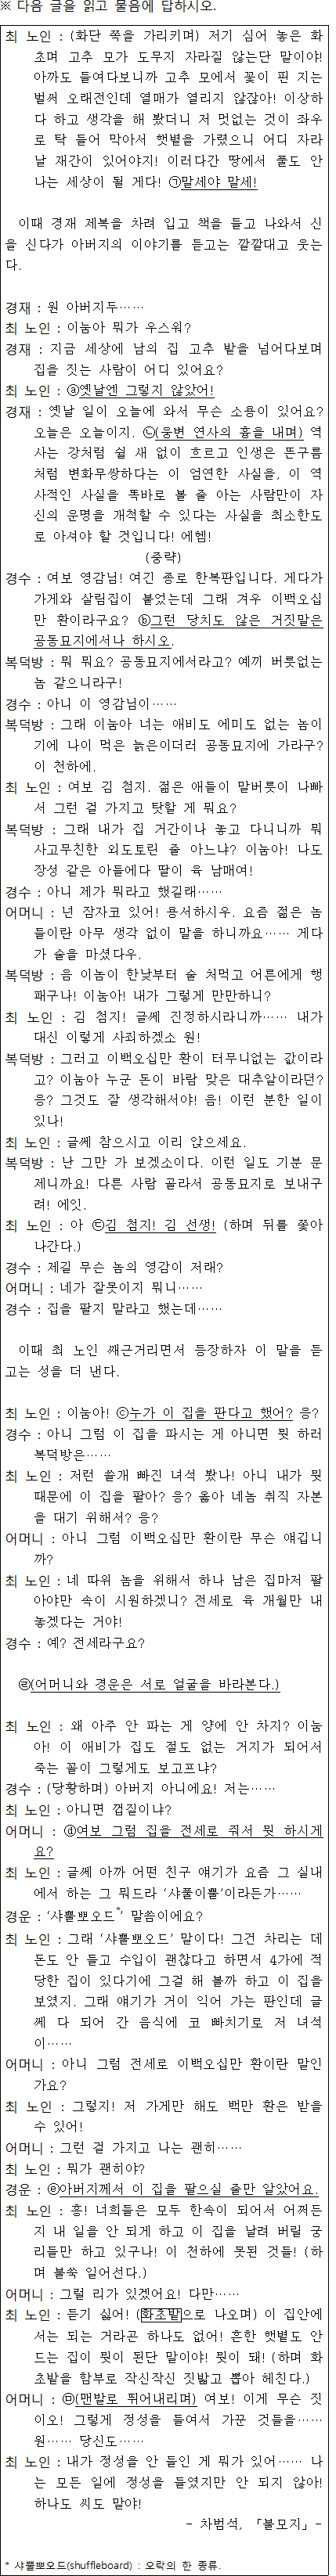 ※ 다음 글을 읽고 물음에 답하시오.
최 노인 : (화단 쪽을 가리키며) 저기 심어 놓은 화
초며 고추 모가 도무지 자라질 않는단 말이야!
아까도 들여다보니까 고추 모에서 꽃이 핀 지는
벌써 오래전인데 열매가 열리지 않잖아! 이상하
다 하고 생각을 해 봤더니 저 멋없는 것이 좌우
로 탁 들어 막아서 햇볕을 가렸으니 어디 자라
날 재간이 있어야지! 이러다간 땅에서 풀도 안
나는 세상이 될 게다! ㉠말세야 말세!
이때 경재 제복을 차려 입고 책을 들고 나와서 신
을 신다가 아버지의 이야기를 듣고는 깔깔대고 웃는
다.
경재 : 원 아버지두……
최 노인 : 이놈아 뭐가 우스워?
경재 : 지금 세상에 남의 집 고추 밭을 넘어다보며
집을 짓는 사람이 어디 있어요?
최 노인 : ⓐ옛날엔 그렇지 않았어!
경재 : 옛날 일이 오늘에 와서 무슨 소용이 있어요?
오늘은 오늘이지. ㉡(웅변 연사의 흉을 내며) 역
사는 강처럼 쉴 새 없이 흐르고 인생은 뜬구름
처럼 변화무쌍하다는 이 엄연한 사실을, 이 역
사적인 사실을 똑바로 볼 줄 아는 사람만이 자
신의 운명을 개척할 수 있다는 사실을 최소한도
로 아셔야 할 것입니다! 에헴!
(중략)
경수 : 여보 영감님! 여긴 종로 한복판입니다. 게다가
가게와 살림집이 붙었는데 그래 겨우 이백오십
만 환이라구요? ⓑ그런 당치도 않은 거짓말은
공동묘지에서나 하시오.
복덕방 : 뭐 뭐요? 공동묘지에서라고? 예끼 버릇없는
놈 같으니라구!
경수 : 아니 이 영감님이……
복덕방 : 그래 이놈아 너는 애비도 에미도 없는 놈이
기에 나이 먹은 늙은이더러 공동묘지에 가라구?
이 천하에.
최 노인 : 여보 김 첨지. 젊은 애들이 말버릇이 나빠
서 그런 걸 가지고 탓할 게 뭐요?
복덕방 : 그래 내가 집 거간이나 놓고 다니니까 뭐
사고무친한 외도토린 줄 아느냐? 이놈아! 나도
장성 같은 아들에다 딸이 육 남매여!
경수 : 아니 제가 뭐라고 했길래……
어머니 : 넌 잠자코 있어! 용서하시우. 요즘 젊은 놈
들이란 아무 생각 없이 말을 하니까요…… 게다
가 술을 마셨다우.
복덕방 : 음 이놈이 한낮부터 술 처먹고 어른에게 행
패구나! 이놈아! 내가 그렇게 만만하니?
최 노인 : 김 첨지! 글쎄 진정하시라니까…… 내가
대신 이렇게 사죄하겠소 원!
복덕방 : 그러고 이백오십만 환이 터무니없는 값이라
고? 이놈아 누군 돈이 바람 맞은 대추알이라던?
응? 그것도 잘 생각해서야! 음! 이런 분한 일이
있나!
최 노인 : 글쎄 참으시고 이리 앉으세요.
복덕방 : 난 그만 가 보겠소이다. 이런 일도 기분 문
제니까요! 다른 사람 골라서 공동묘지로 보내구
려! 에잇.
최 노인 : 아 ㉢김 첨지! 김 선생! (하며 뒤를 쫓아
나간다.)
경수 : 제길 무슨 놈의 영감이 저래?
어머니 : 네가 잘못이지 뭐니……
경수 : 집을 팔지 말라고 했는데……
이때 최 노인 쌔근거리면서 등장하자 이 말을 듣
고는 성을 더 낸다.
최 노인 : 이놈아! ⓒ누가 이 집을 판다고 했어? 응?
경수 : 아니 그럼 이 집을 파시는 게 아니면 뭣 하러
복덕방은……
최 노인 : 저런 쓸개 빠진 녀석 봤나! 아니 내가 뭣
때문에 이 집을 팔아? 응? 옳아 네놈 취직 자본
을 대기 위해서? 응?
어머니 : 아니 그럼 이백오십만 환이란 무슨 얘깁니
까?
최 노인 : 네 따위 놈을 위해서 하나 남은 집마저 팔
아야만 속이 시원하겠니? 전세로 육 개월만 내
놓겠다는 거야!
경수 : 예? 전세라구요?
㉣(어머니와 경운은 서로 얼굴을 바라본다.)
최 노인 : 왜 아주 안 파는 게 양에 안 차지? 이놈
아! 이 애비가 집도 절도 없는 거지가 되어서
죽는 꼴이 그렇게도 보고프냐?
경수 : (당황하며) 아버지 아니에요! 저는……
최 노인 : 아니면 껍질이냐?
어머니 : ⓓ여보 그럼 집을 전세로 줘서 뭣 하시게
요?
최 노인 : 글쎄 아까 어떤 친구 얘기가 요즘 그 실내
에서 하는 그 뭐드라 ‘샤풀이뿔’이라든가……
경운 : ‘샤뿔뽀오드*’ 말씀이에요?
최 노인 : 그래 ‘샤뿔뽀오드’ 말이다! 그건 차리는 데
돈도 안 들고 수입이 괜찮다고 하면서 4가에 적
당한 집이 있다기에 그걸 해 볼까 하고 이 집을
보였지. 그래 얘기가 거이 익어 가는 판인데 글
쎄 다 되어 간 음식에 코 빠치기로 저 녀석
이……
어머니 : 아니 그럼 전세로 이백오십만 환이란 말인
가요?
최 노인 : 그렇지! 저 가게만 해도 백만 환은 받을
수 있어!
어머니 : 그런 걸 가지고 나는 괜히……
최 노인 : 뭐가 괜히야?
경운 : ⓔ아버지께서 이 집을 팔으실 줄만 알았어요.
최 노인 : 흥! 너희들은 모두 한속이 되어서 어쩌든
지 내 일을 안 되게 하고 이 집을 날려 버릴 궁
리들만 하고 있구나! 이 천하에 못된 것들! (하
며 불쑥 일어선다.)
어머니 : 그럴 리가 있겠어요! 다만……
최 노인 : 듣기 싫어! (화초밭으로 나오며) 이 집안에
서는 되는 거라곤 하나도 없어! 흔한 햇볕도 안
드는 집이 뭣이 된단 말이야! 뭣이 돼! (하며 화
초밭을 함부로 작신작신 짓밟고 뽑아 헤친다.)
어머니 : ㉤(맨발로 뛰어내리며) 여보! 이게 무슨 짓
이오! 그렇게 정성을 들여서 가꾼 것들을……
원…… 당신도……
최 노인 : 내가 정성을 안 들인 게 뭐가 있어…… 나
는 모든 일에 정성을 들였지만 안 되지 않아!
하나도 씨도 말야!
- 차범석, 「불모지」-
* 샤뿔뽀오드(shuffleboard) : 오락의 한 종류.